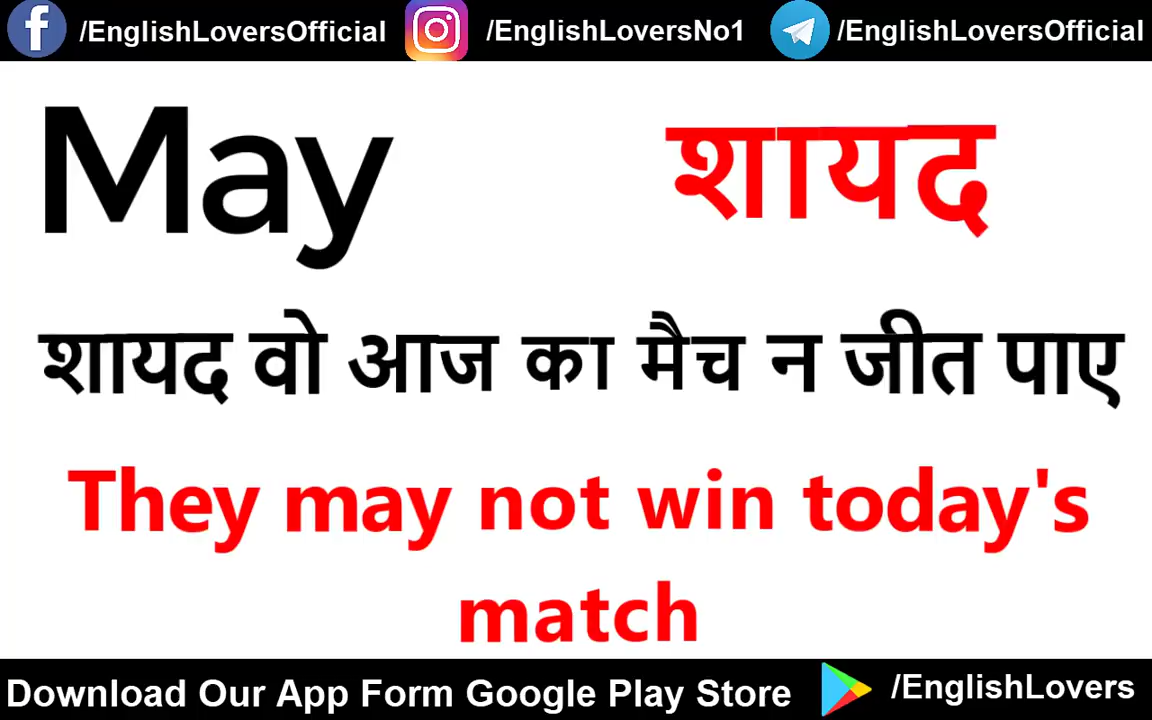 /EnglishLoversOfficial /EnglishLoversNo1 /EnglishLoversOfficial
May शायद
शायद वो आज का मैच न जीत पाए
They may not win today's
match
Download Our App Form Google Play Store /EnglishLovers